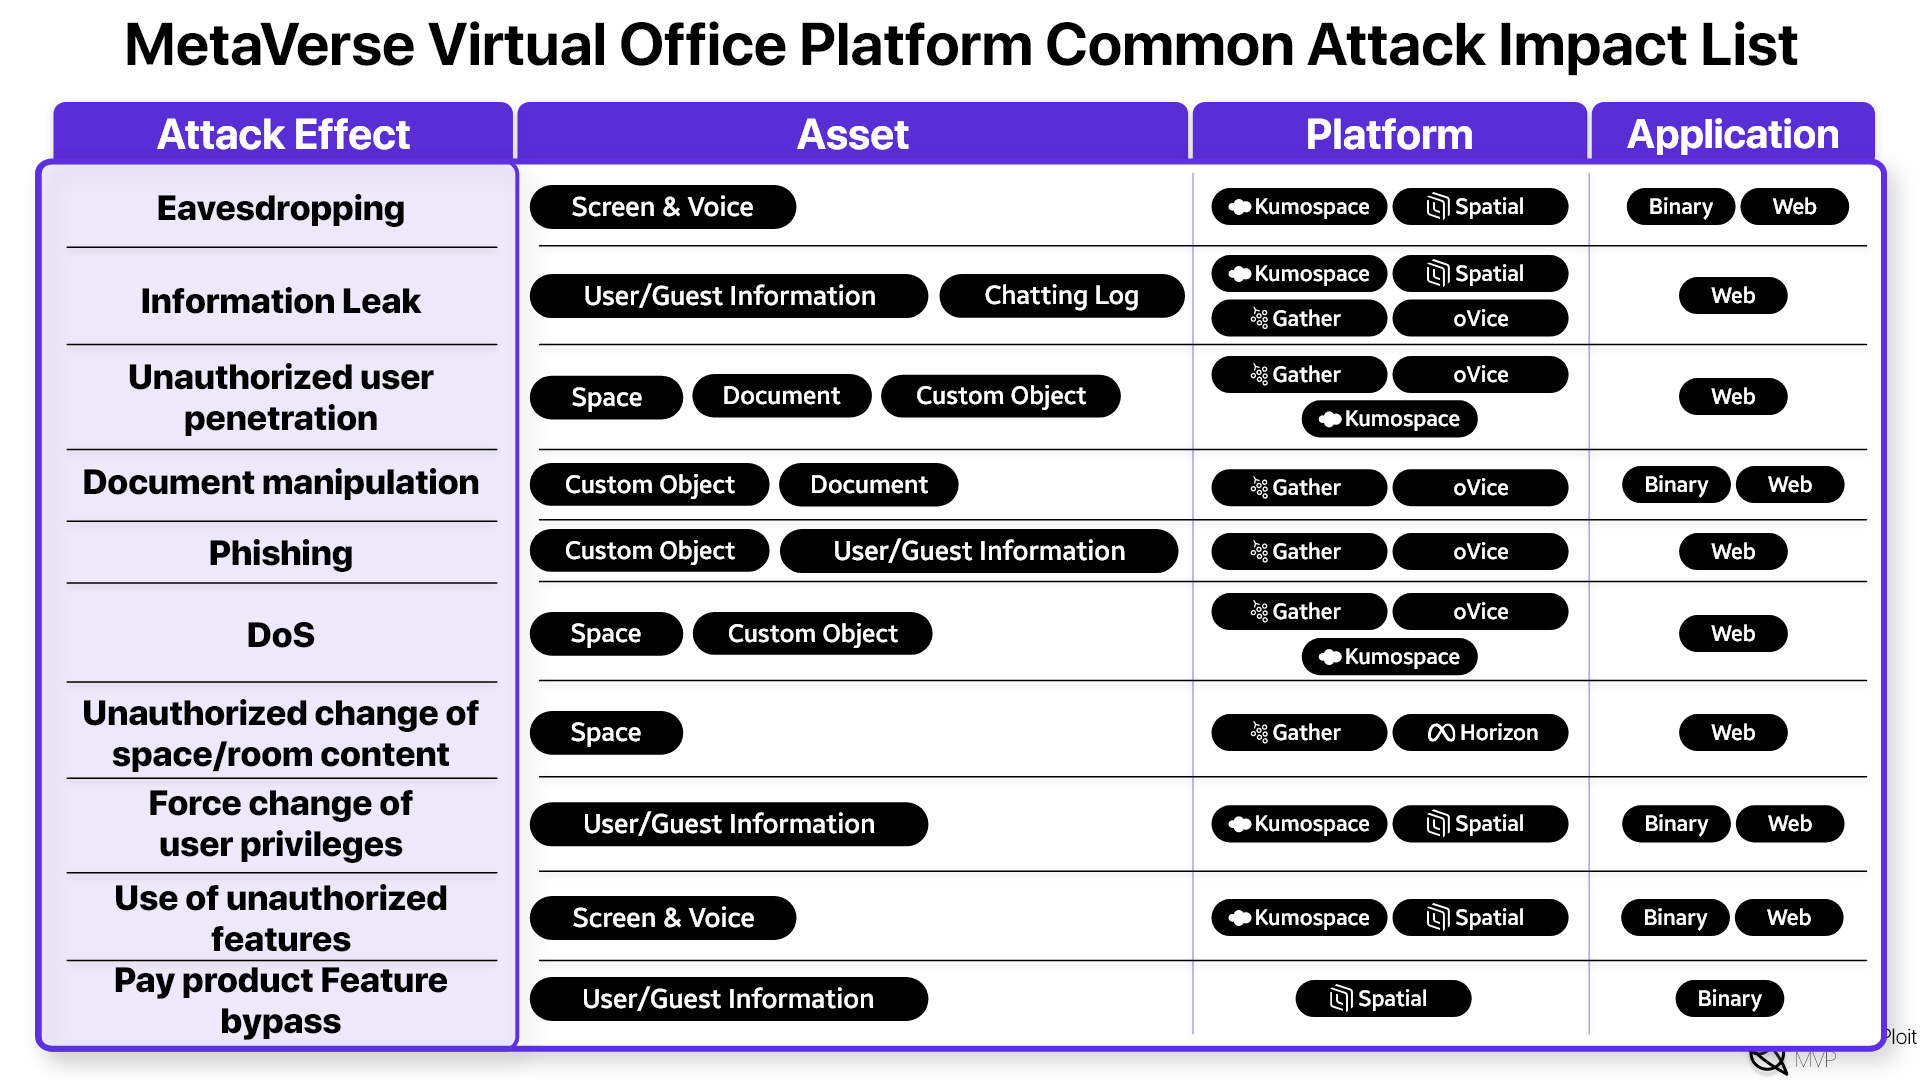 MetaVerse Virtual Office Platform Common Attack Impact List
Attack Effect Asset Platform Application
Eavesdropping Screen & Voice Kumospace Spatial Binary Web
Information Leak User/Guest Information Chatting Log Kumospace Spatial Gather oVice Web
Unauthorized user
penetration
Space Document Custom Object Gather oVice Kumospace Web
Document manipulation Custom Object Document Gather oVice Binary Web
Phishing Custom Object User/Guest Information Gather oVice Web
DoS Space Custom Object Gather oVice Kumospace Web
Unauthorized change of
space/room content
Space Gather Horizon Web
Force change of
user privileges
User/Guest Information Kumospace Spatial Binary Web
Use of unauthorized
features
Screen & Voice Kumospace Spatial Binary Web
Pay product Feature
bypass
User/Guest Information Spatial Binary
Ploit
MVP